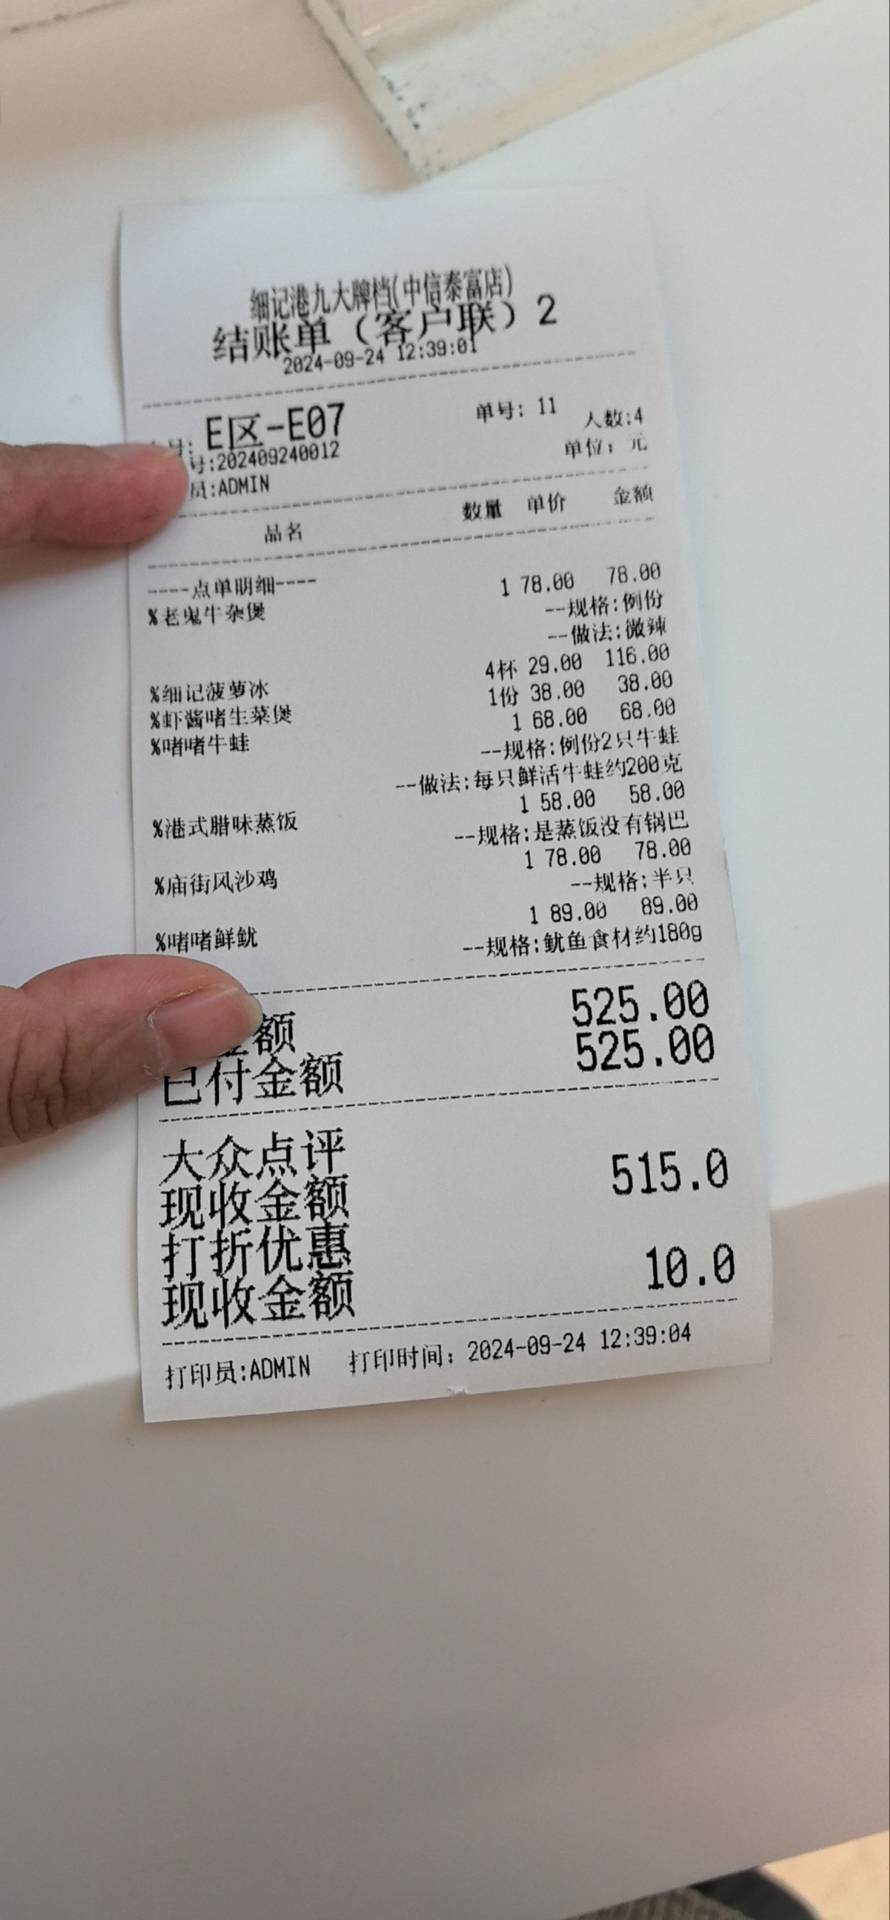 细记港九大牌档(中信泰富店)
结账单（客户联）2
2024-09-24 12:39:01
号: E区-E07 单号: 11 人数:4
号:202409240012 单位: 元
员:ADMIN
品名 数量 单价 金额
----点单明细----
%老鬼牛杂煲 1 78.00 78.00
--规格:例份
--做法:微辣
%细记菠萝冰 4杯 29.00 116.00
%虾酱啫生菜煲 1份 38.00 38.00
%啫啫牛蛙 1 68.00 68.00
--规格:例份2只牛蛙
--做法:每只鲜活牛蛙约200克
%港式腊味蒸饭 1 58.00 58.00
--规格:是蒸饭没有锅巴
%庙街风沙鸡 1 78.00 78.00
--规格:半只
%啫啫鲜鱿 1 89.00 89.00
--规格:鱿鱼食材约180g
金额 525.00
已付金额 525.00
大众点评
现收金额 515.0
打折优惠
现收金额 10.0
打印员:ADMIN 打印时间: 2024-09-24 12:39:04